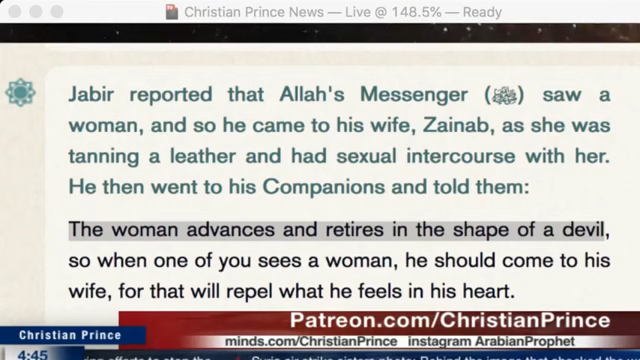 Christian Prince News — Live @ 148.5% — Ready
Jabir reported that Allah's Messenger (ﷺ) saw a
woman, and so he came to his wife, Zainab, as she was
tanning a leather and had sexual intercourse with her.
He then went to his Companions and told them:
The woman advances and retires in the shape of a devil,
so when one of you sees a woman, he should come to his
wife, for that will repel what he feels in his heart.
Patreon.com/ChristianPrince
Christian Prince
minds.com/ChristianPrince instagram ArabianProphet
4:45